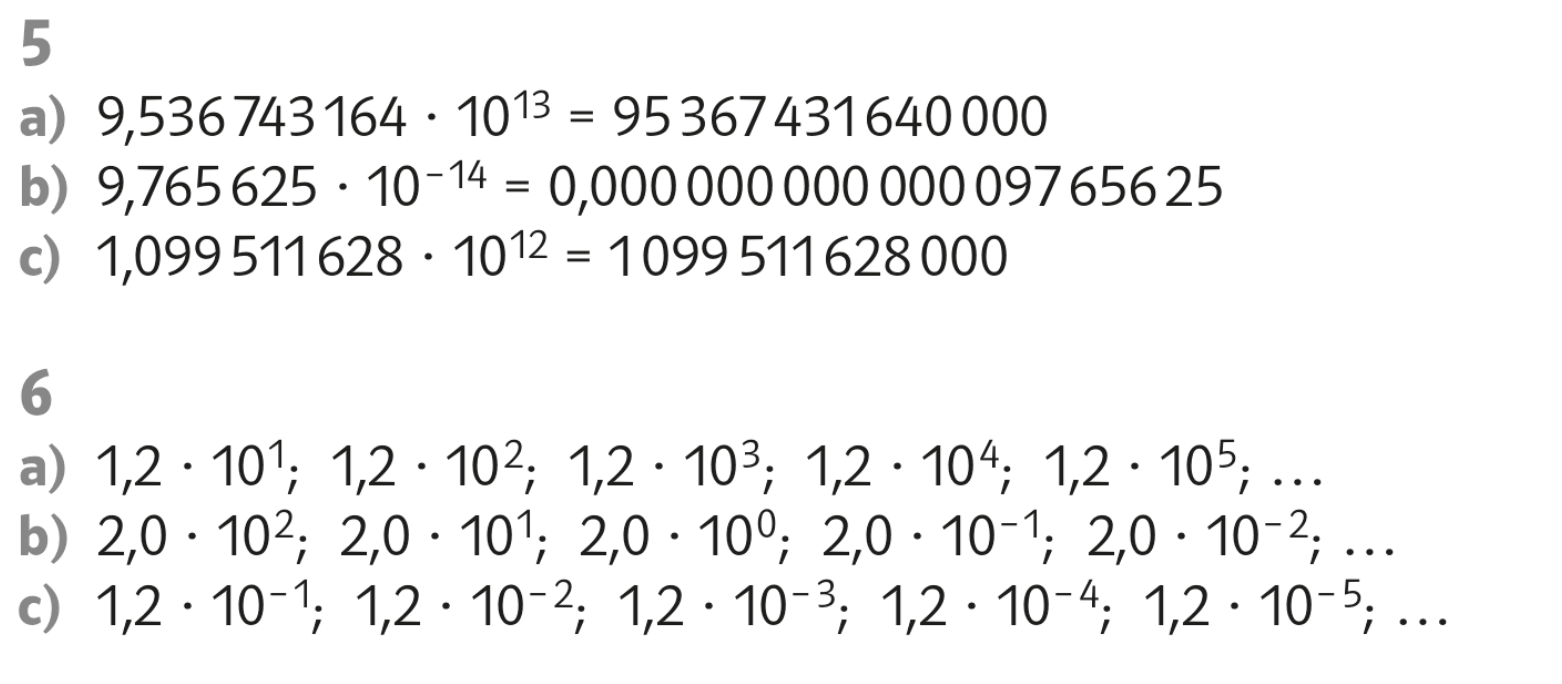 5
a) 9,536 743 164 · 10¹³ = 95 367 431 640 000
b) 9,765 625 · 10⁻¹⁴ = 0,000 000 000 000 097 656 25
c) 1,099 511 628 · 10¹² = 1 099 511 628 000
6
a) 1,2 · 10¹; 1,2 · 10²; 1,2 · 10³; 1,2 · 10⁴; 1,2 · 10⁵; …
b) 2,0 · 10²; 2,0 · 10¹; 2,0 · 10⁰; 2,0 · 10⁻¹; 2,0 · 10⁻²; …
c) 1,2 · 10⁻¹; 1,2 · 10⁻²; 1,2 · 10⁻³; 1,2 · 10⁻⁴; 1,2 · 10⁻⁵; …